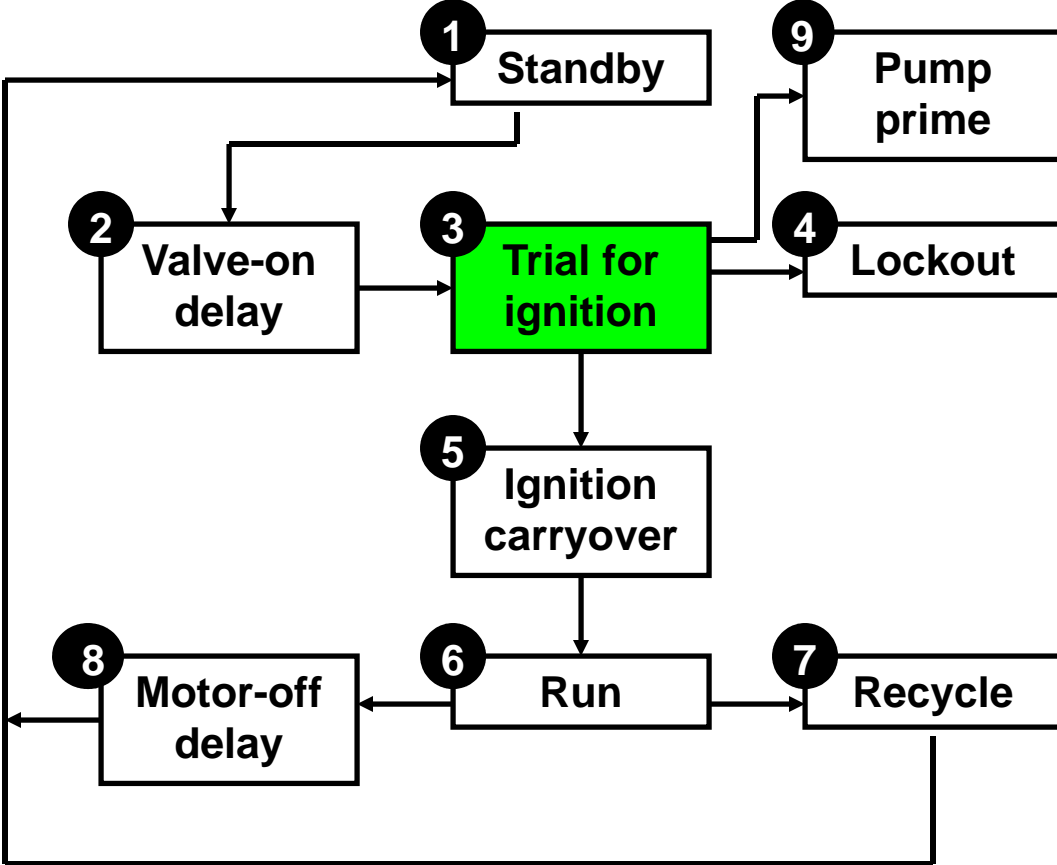 1
Standby
9
Pump
prime
2
Valve-on
delay
3
Trial for
ignition
4
Lockout
5
Ignition
carryover
8
Motor-off
delay
6
Run
7
Recycle